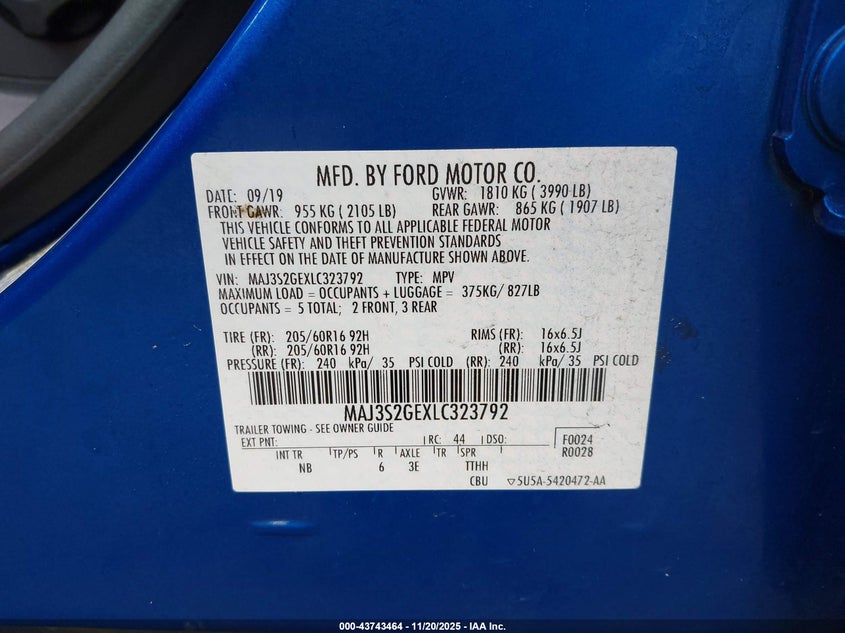 MFD. BY FORD MOTOR CO.
DATE: 09/19 GVWR: 1810 KG ( 3990 LB)
FRONT GAWR: 955 KG ( 2105 LB) REAR GAWR: 865 KG ( 1907 LB)
THIS VEHICLE CONFORMS TO ALL APPLICABLE FEDERAL MOTOR
VEHICLE SAFETY AND THEFT PREVENTION STANDARDS
IN EFFECT ON THE DATE OF MANUFACTURE SHOWN ABOVE.
VIN: MAJ3S2GEXLC323792 TYPE: MPV
MAXIMUM LOAD = OCCUPANTS + LUGGAGE = 375KG/ 827LB
OCCUPANTS = 5 TOTAL; 2 FRONT, 3 REAR
TIRE (FR): 205/60R16 92H RIMS (FR): 16x6.5J
(RR): 205/60R16 92H (RR): 16x6.5J
PRESSURE (FR): 240 kPa/ 35 PSI COLD (RR): 240 kPa/ 35 PSI COLD
MAJ3S2GEXLC323792
TRAILER TOWING - SEE OWNER GUIDE
EXT PNT: RC: 44 DSO: F0024
R0028
INT TR TP/PS R AXLE TR SPR
NB 6 3E TTHH
CBU ▽5U5A-5420472-AA
000-43743464 - 11/20/2025 - IAA Inc.